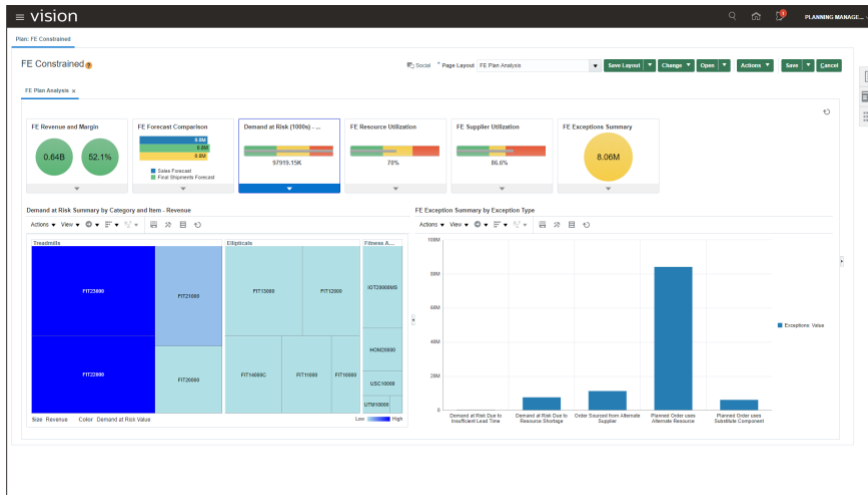 vision
PLANNING MANAGE...
Plan: FE Constrained
FE Constrained
Social * Page Layout FE Plan Analysis Save Layout Change Open Actions Save Cancel
FE Plan Analysis x
FE Revenue and Margin
0.64B 52.1%
FE Forecast Comparison
Sales Forecast
Final Shipments Forecast
Demand at Risk (1000s) - ...
97919.15K
FE Resource Utilization
78%
FE Supplier Utilization
86.6%
FE Exceptions Summary
8.06M
Demand at Risk Summary by Category and Item - Revenue
Actions View
Treadmills Ellipticals Fitness A...
FIT23000
FIT21000
FIT13000
FIT12000
FIT22000
FIT20000
FIT11000
HOM20000
USC10000
Size Revenue Color Demand at Risk Value
Low High
FE Exception Summary by Exception Type
Actions View
100M
80M
60M
40M
20M
0
Demand at Risk Due to Insufficient Lead Time
Demand at Risk Due to Resource Shortage
Order Sourced from Alternate Supplier
Planned Order uses Alternate Resource
Planned Order uses Substitute Component
Exceptions: Value